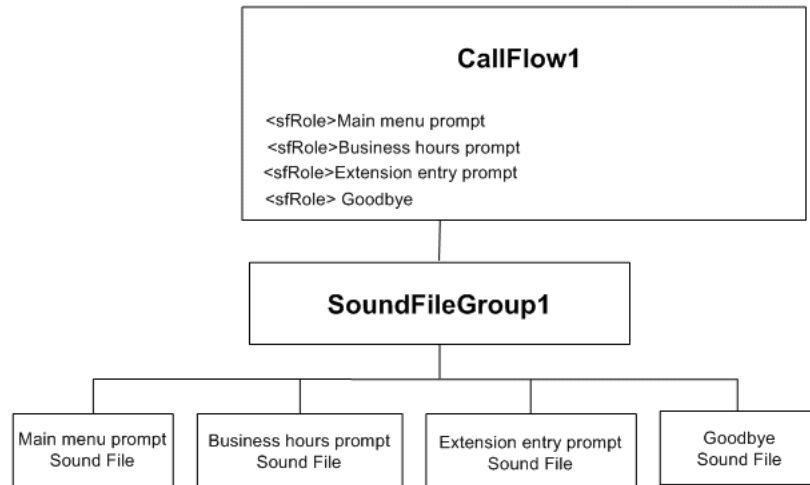 CallFlow1
<sfRole>Main menu prompt
<sfRole>Business hours prompt
<sfRole>Extension entry prompt
<sfRole> Goodbye
SoundFileGroup1
Main menu prompt
Sound File
Business hours prompt
Sound File
Extension entry prompt
Sound File
Goodbye
Sound File